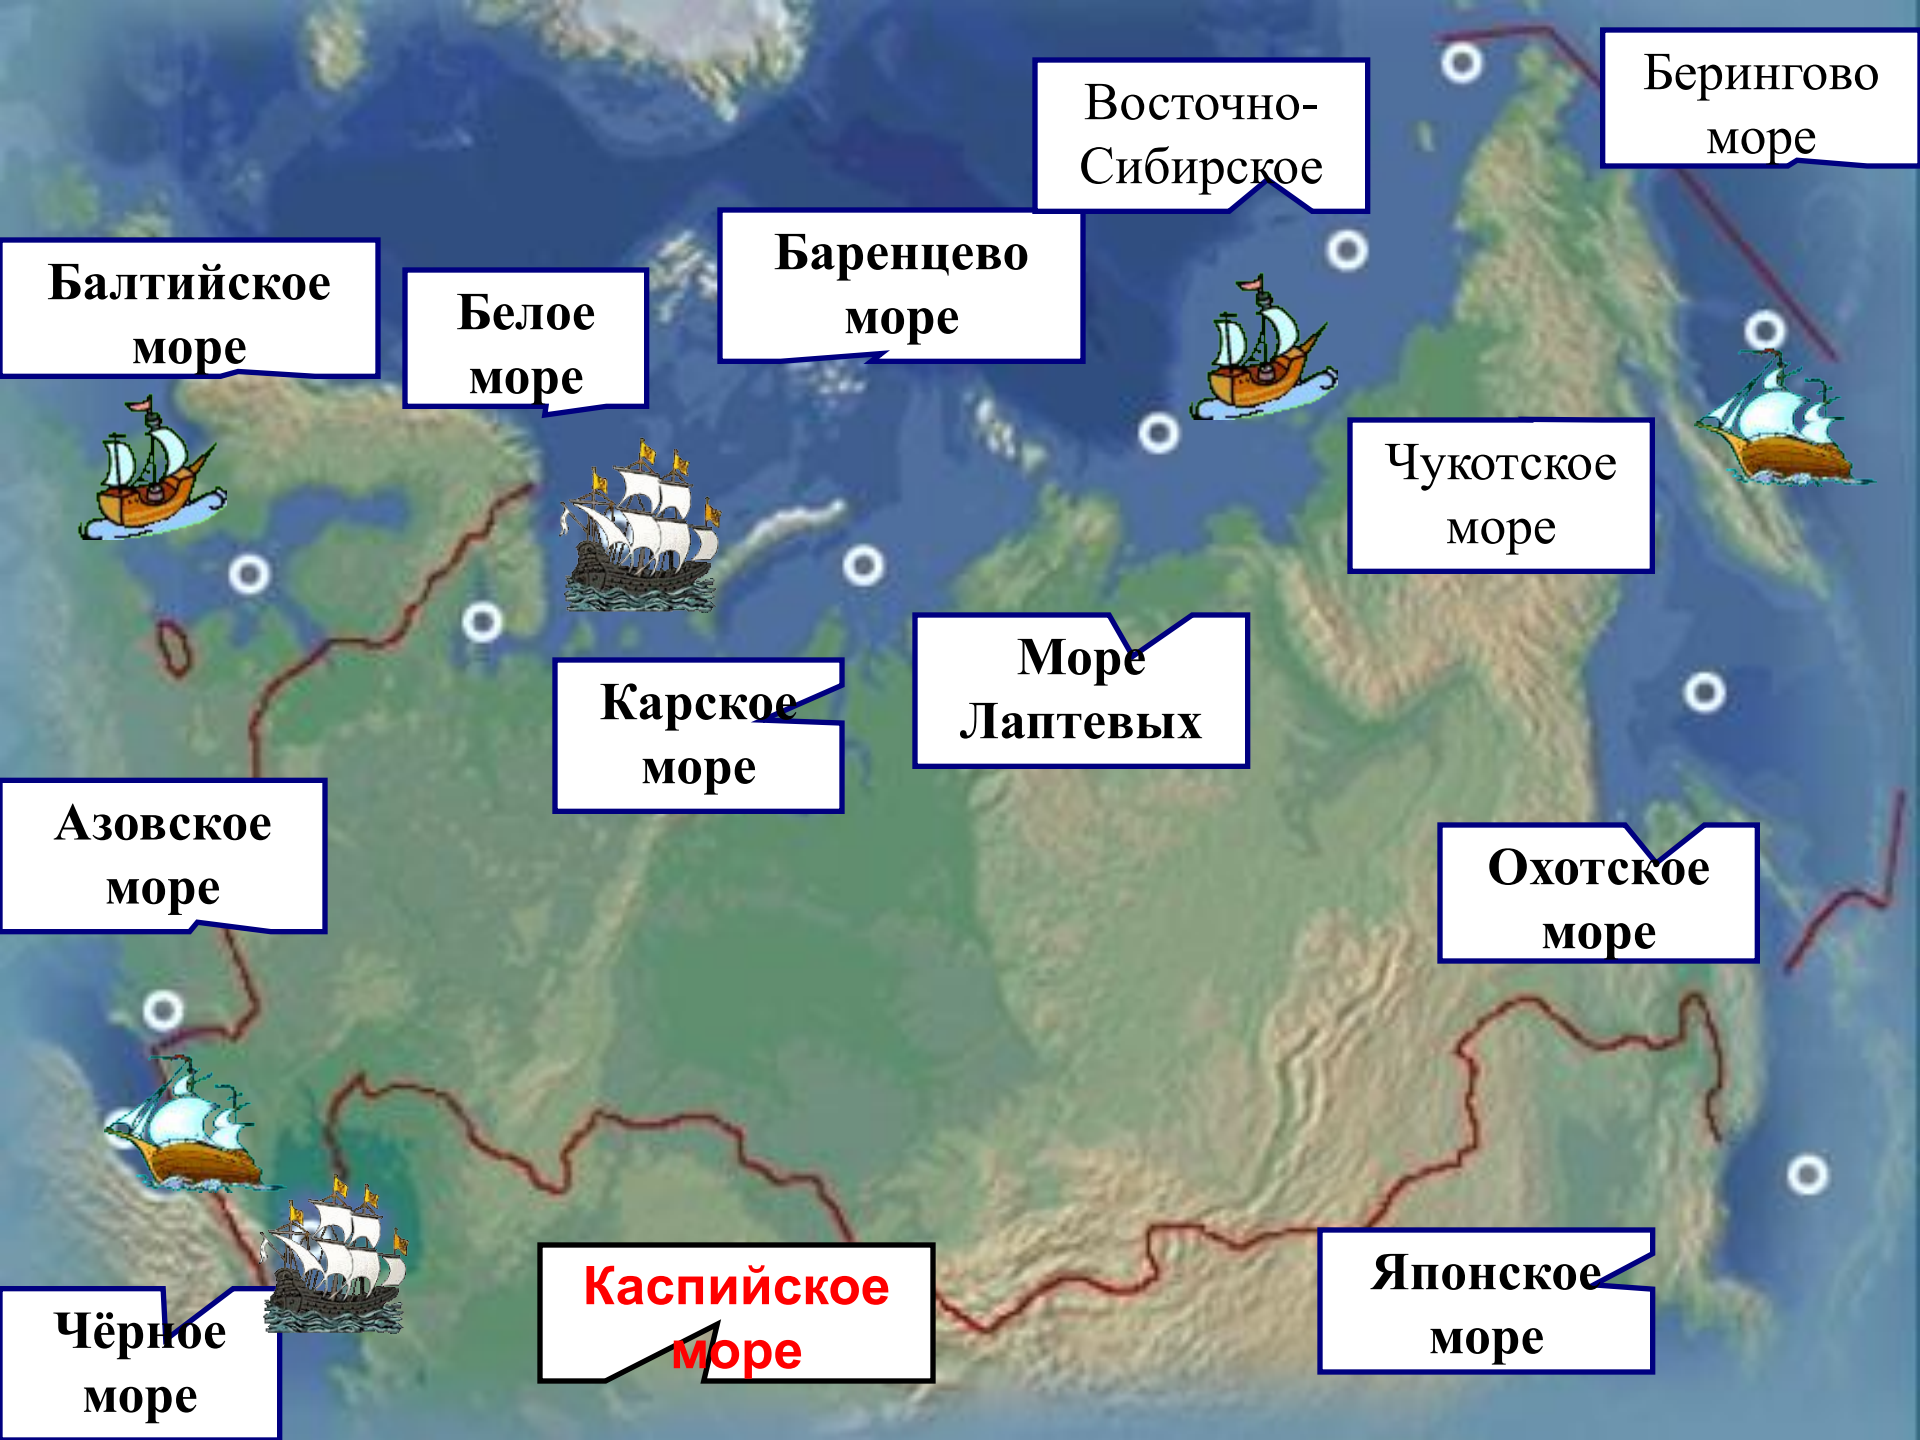 Берингово
море
Восточно-
Сибирское
Баренцево
море
Балтийское
море
Белое
море
Чукотское
море
Море
Лаптевых
Карское
море
Азовское
море
Охотское
море
Японское
море
Каспийское
море
Чёрное
море